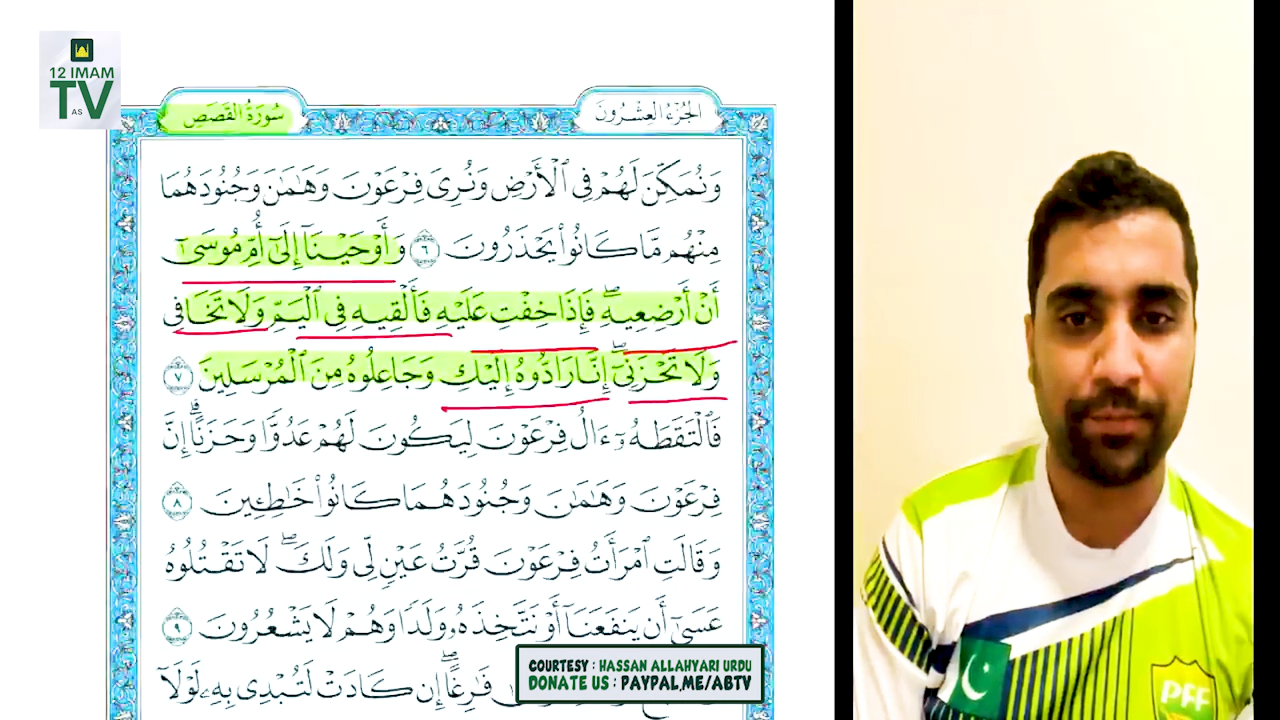 12 IMAM
TV
AS
سُورَةُ القَصَصِ
الجُزْءُ العِشْرُونَ
وَنُمَكِّنَ لَهُمْ فِي ٱلْأَرْضِ وَنُرِيَ فِرْعَوْنَ وَهَٰمَٰنَ وَجُنُودَهُمَا
مِنْهُم مَّا كَانُوا۟ يَحْذَرُونَ ٦ وَأَوْحَيْنَآ إِلَىٰٓ أُمِّ مُوسَىٰٓ
أَنْ أَرْضِعِيهِ ۖ فَإِذَا خِفْتِ عَلَيْهِ فَأَلْقِيهِ فِي ٱلْيَمِّ وَلَا تَخَافِي
وَلَا تَحْزَنِيٓ ۖ إِنَّا رَآدُّوهُ إِلَيْكِ وَجَاعِلُوهُ مِنَ ٱلْمُرْسَلِينَ ٧
فَٱلْتَقَطَهُۥٓ ءَالُ فِرْعَوْنَ لِيَكُونَ لَهُمْ عَدُوًّا وَحَزَنًا ۗ إِنَّ
فِرْعَوْنَ وَهَٰمَٰنَ وَجُنُودَهُمَا كَانُوا۟ خَٰطِـِٔينَ ٨
وَقَالَتِ ٱمْرَأَتُ فِرْعَوْنَ قُرَّتُ عَيْنٍ لِّي وَلَكَ ۖ لَا تَقْتُلُوهُ
عَسَىٰٓ أَن يَنفَعَنَآ أَوْ نَتَّخِذَهُۥ وَلَدًا وَهُمْ لَا يَشْعُرُونَ ٩
فَٰرِغًا ۖ إِن كَادَتْ لَتُبْدِي بِهِۦ لَوْلَآ
COURTESY : HASSAN ALLAHYARI URDU
DONATE US : PAYPAL.ME/ABTV
PFF